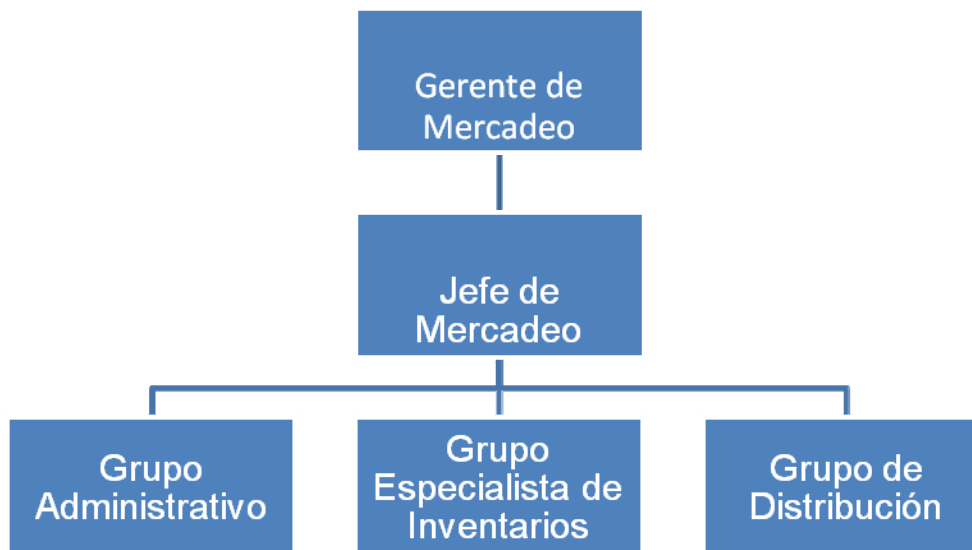 Gerente de
Mercadeo
Jefe de
Mercadeo
Grupo
Administrativo
Grupo
Especialista de
Inventarios
Grupo de
Distribución